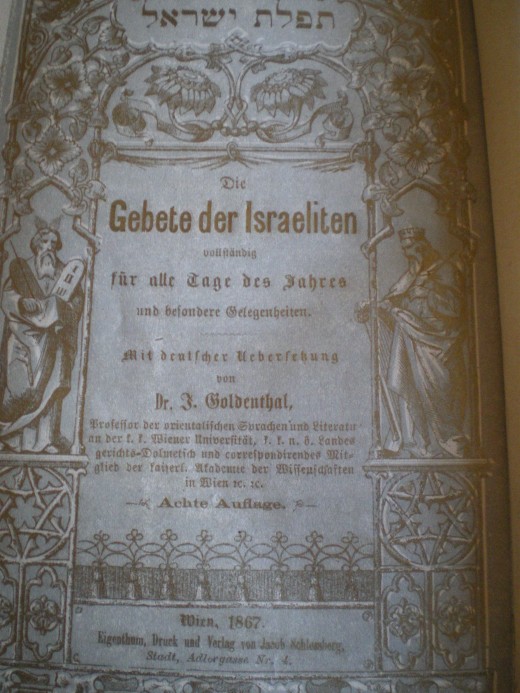 תפלת ישראל
Die
Gebete der Israeliten
vollständig
für alle Tage des Jahres
und besondere Gelegenheiten.
Mit deutscher Uebersetzung
von
Dr. J. Goldenthal,
Professor der orientalischen Sprachen und Literatu
an der k. k. Wiener Universität, k. k. n. ö. Landes
gerichts-Dolmetsch und correspondirendes Mit-
glied der kaiserl. Akademie der Wissenschaften
in Wien ꝛc. ꝛc.
Achte Auflage.
Wien, 1867.
Eigenthum, Druck und Verlag von Jacob Schlossberg,
Stadt, Adlergasse Nr. 4.